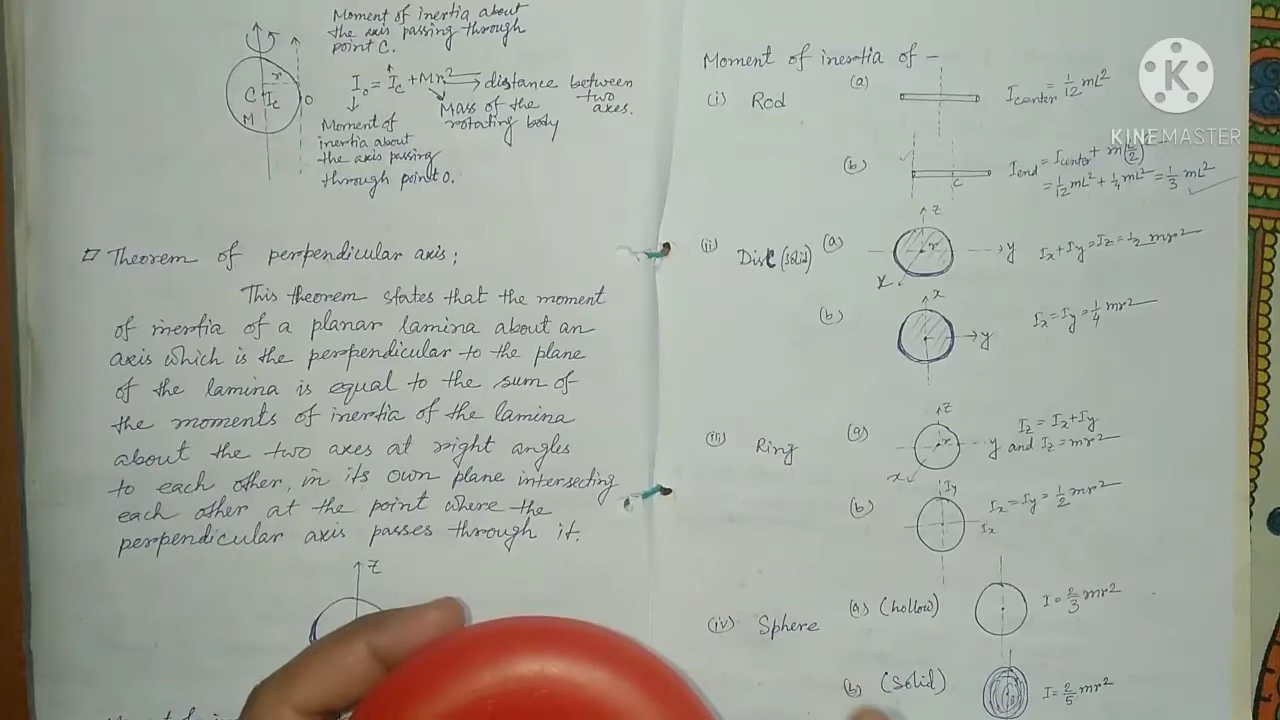 Moment of inertia about
the axis passing through
point C.
I₀ = I_C + Mr² → distance between
two
axes.
Mass of the
rotating body
Moment of
inertia about
the axis passing
through point O.
r
C
I_C
O
M
Theorem of perpendicular axis;
This theorem states that the moment
of inertia of a planar lamina about an
axis which is the perpendicular to the plane
of the lamina is equal to the sum of
the moments of inertia of the lamina
about the two axes at right angles
to each other, in its own plane intersecting
each other at the point where the
perpendicular axis passes through it.
z
Moment of inertia of –
(i) Rod (a) I center = 1/12 mL²
(b) C I end = I center + m(L/2)²
= 1/12 mL² + 1/4 mL² = 1/3 mL²
(ii) Disc (solid) (a) z r y x Ix + Iy = Iz = 1/2 mr²
(b) x y Ix = Iy = 1/4 mr²
(iii) Ring (a) z r y x Iz = Ix + Iy
and Iz = mr²
(b) Iy Ix Ix = Iy = 1/2 mr²
(iv) Sphere (a) (hollow) I = 2/3 mr²
(b) (Solid) I = 2/5 mr²
K
KINEMASTER